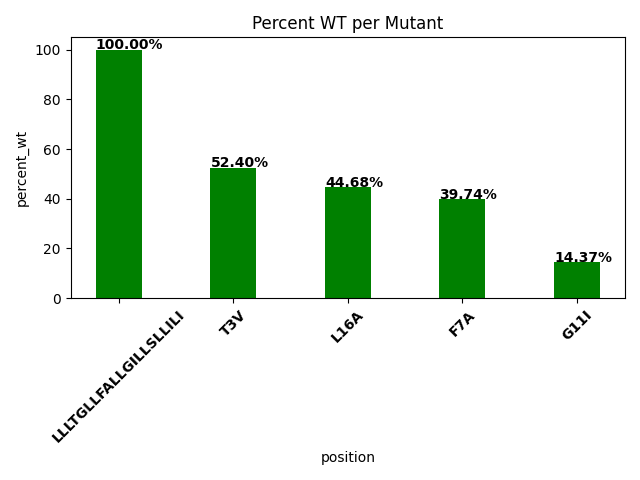 Percent WT per Mutant
percent_wt
100
80
60
40
20
0
100.00%
52.40%
44.68%
39.74%
14.37%
LLLTGLLFALLGILLSLLILI
T3V
L16A
F7A
G11I
position